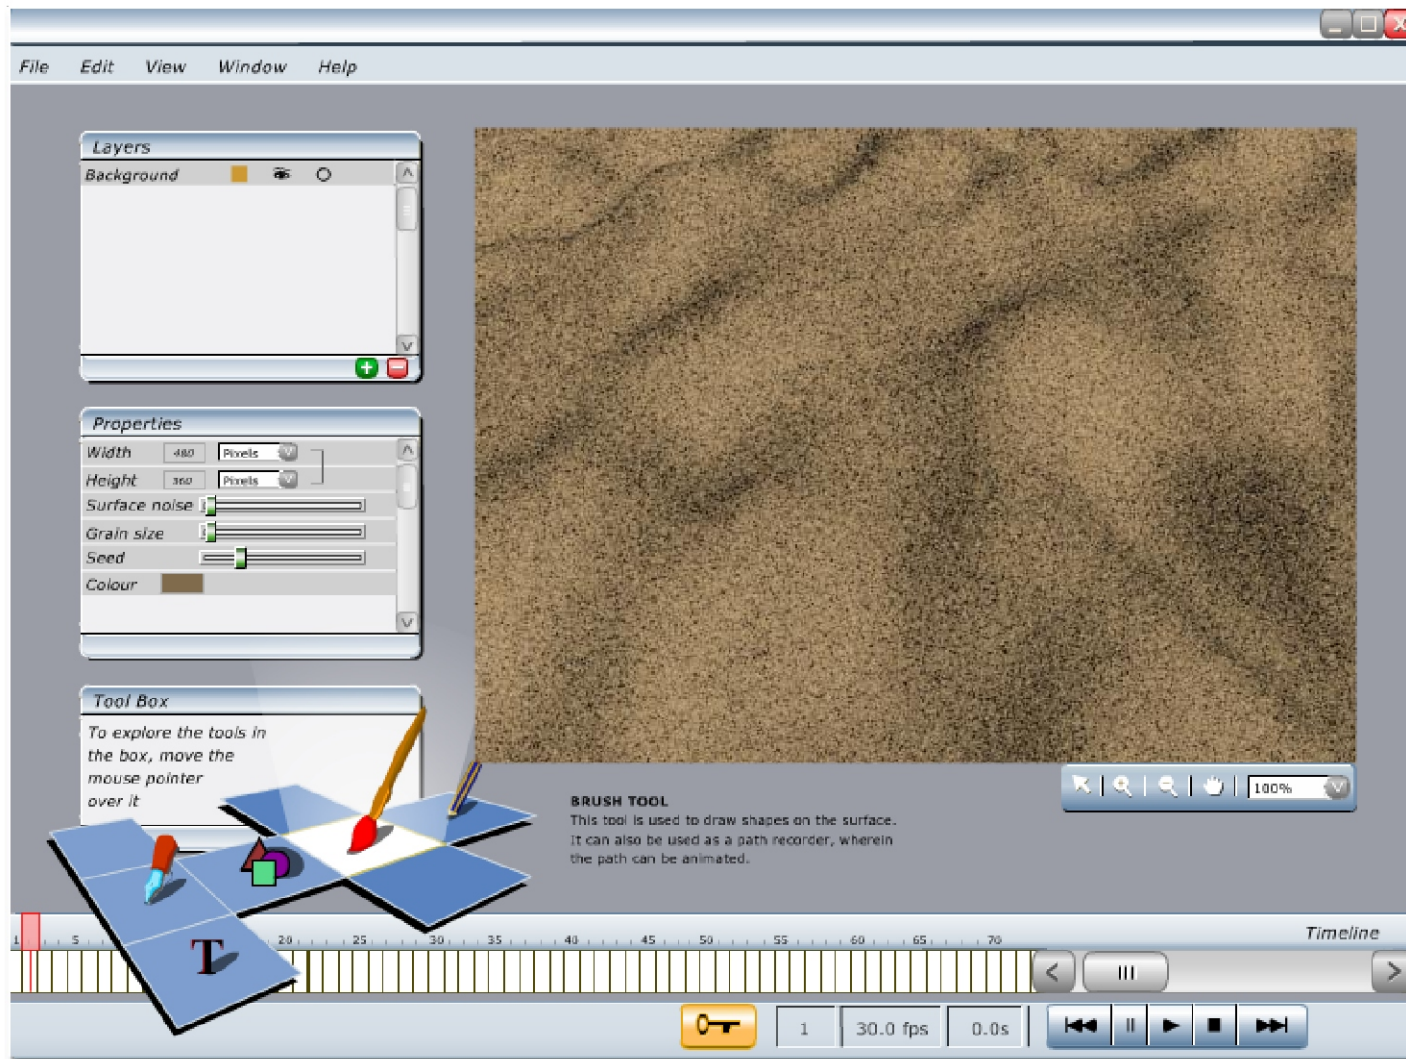 File Edit View Window Help
Layers
Background
Properties
Width 480 Pixels
Height 360 Pixels
Surface noise
Grain size
Seed
Colour
Tool Box
To explore the tools in
the box, move the
mouse pointer
over it
T
100%
BRUSH TOOL
This tool is used to draw shapes on the surface.
It can also be used as a path recorder, wherein
the path can be animated.
Timeline
1 5 20 25 30 35 40 45 50 55 60 65 70
1 30.0 fps 0.0s